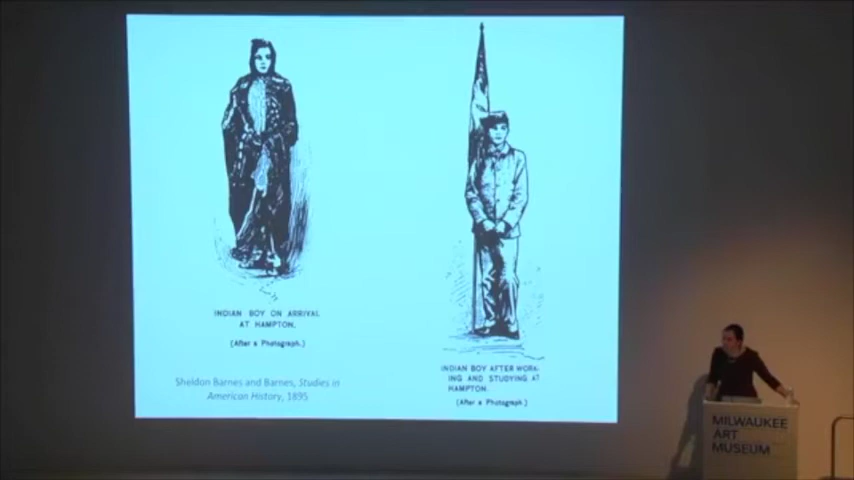 INDIAN BOY ON ARRIVAL
AT HAMPTON.
(After a Photograph.)
Sheldon Barnes and Barnes, Studies in
American History, 1895
INDIAN BOY AFTER WORK-
ING AND STUDYING AT
HAMPTON.
(After a Photograph)
MILWAUKEE
ART
MUSEUM